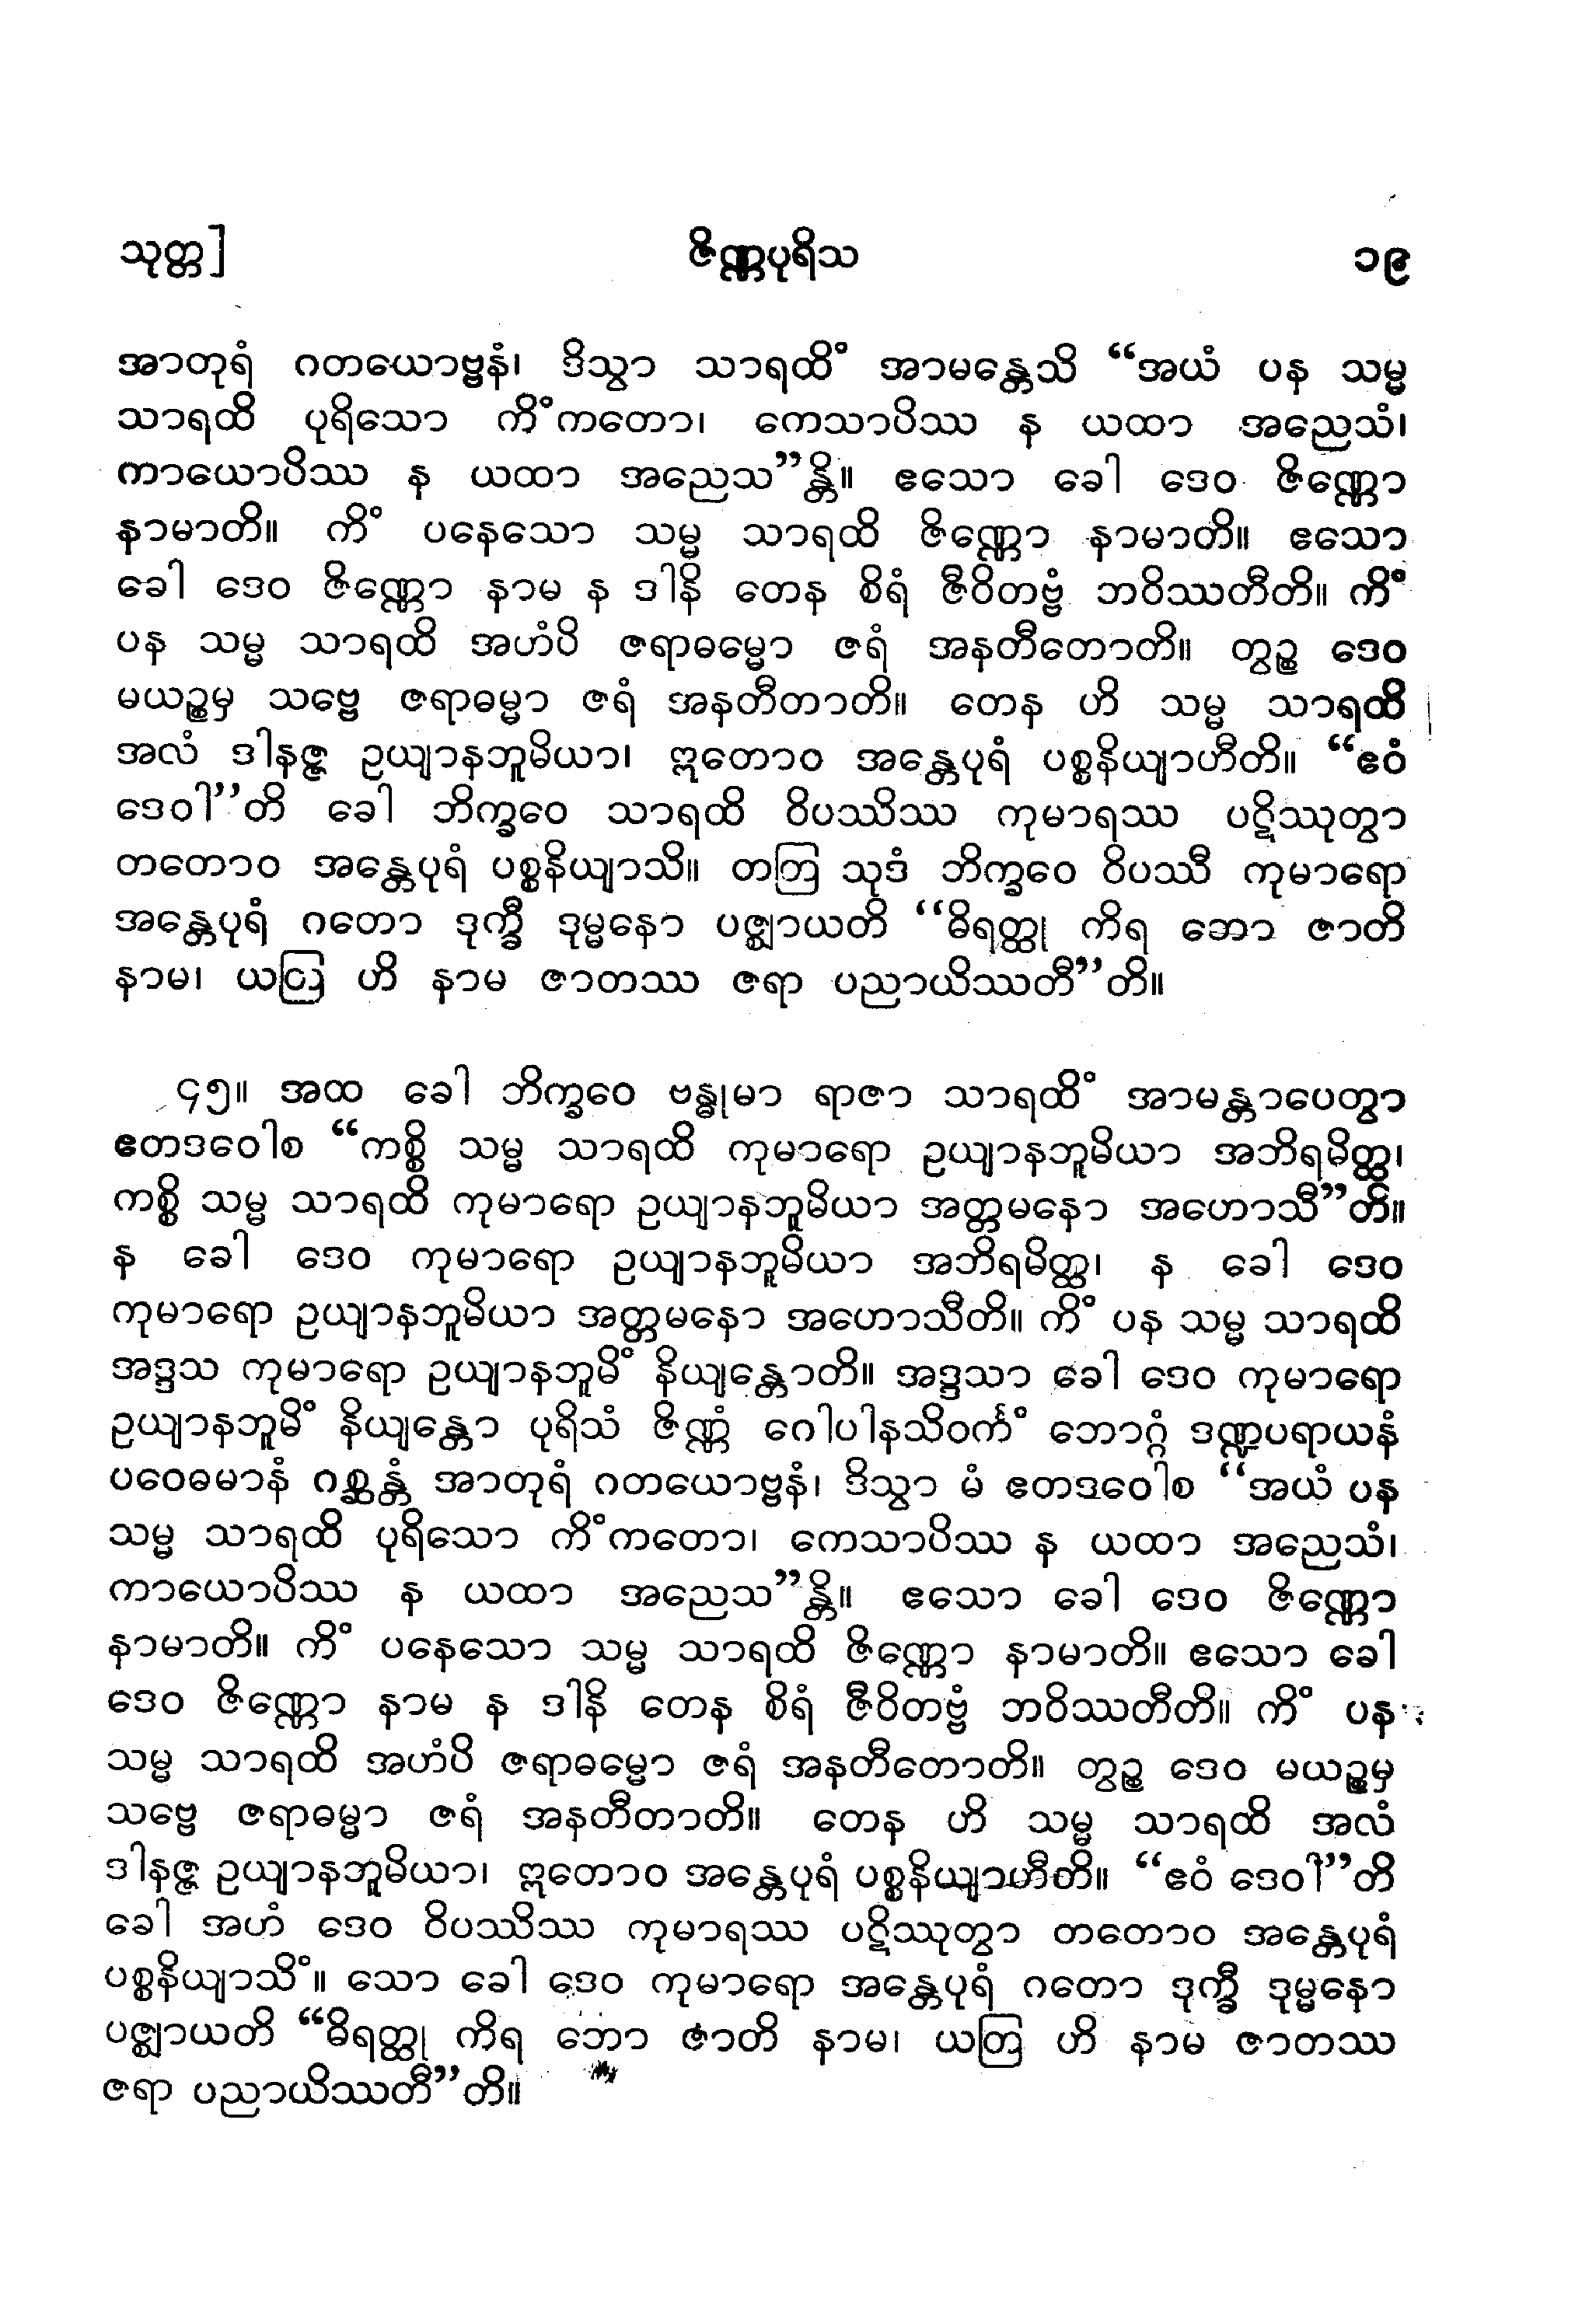 သုတ္တ] ဇိဏ္ဏပုရိသ ၁၉
အာတုရံ ဂတယောဗ္ဗနံ၊ ဒိသွာ သာရထိံ အာမန္တေသိ “အယံ ပန သမ္မ
သာရထိ ပုရိသော ကိံကတော၊ ကေသာပိဿ န ယထာ အညေသံ၊
ကာယောပိဿ န ယထာ အညေသ”န္တိ။ ဧသော ခေါ ဒေဝ ဇိဏ္ဏော
နာမာတိ။ ကိံ ပနေသော သမ္မ သာရထိ ဇိဏ္ဏော နာမာတိ။ ဧသော
ခေါ ဒေဝ ဇိဏ္ဏော နာမ န ဒါနိ တေန စိရံ ဇီဝိတဗ္ဗံ ဘဝိဿတီတိ။ ကိံ
ပန သမ္မ သာရထိ အဟံပိ ဇရာဓမ္မော ဇရံ အနတီတောတိ။ တွဉ္စ ဒေဝ
မယဉ္စမှ သဗ္ဗေ ဇရာဓမ္မာ ဇရံ အနတီတာတိ။ တေန ဟိ သမ္မ သာရထိ
အလံ ဒါနဇ္ဇ ဥယျာနဘူမိယာ၊ ဣတောဝ အန္တေပုရံ ပစ္စနိယျာဟီတိ။ “ဧဝံ
ဒေဝါ”တိ ခေါ ဘိက္ခဝေ သာရထိ ဝိပဿိဿ ကုမာရဿ ပဋိဿုတွာ
တတောဝ အန္တေပုရံ ပစ္စနိယျာသိ။ တတြ သုဒံ ဘိက္ခဝေ ဝိပဿီ ကုမာရော
အန္တေပုရံ ဂတော ဒုက္ခီ ဒုမ္မနော ပဇ္ဈာယတိ “ဓိရတ္ထု ကိရ ဘော ဇာတိ
နာမ၊ ယတြ ဟိ နာမ ဇာတဿ ဇရာ ပညာယိဿတီ”တိ။
၄၅။ အထ ခေါ ဘိက္ခဝေ ဗန္ဓုမာ ရာဇာ သာရထိံ အာမန္တာပေတွာ
ဧတဒဝေါစ “ကစ္စိ သမ္မ သာရထိ ကုမာရော ဥယျာနဘူမိယာ အဘိရမိတ္ထ၊
ကစ္စိ သမ္မ သာရထိ ကုမာရော ဥယျာနဘူမိယာ အတ္တမနော အဟောသီ”တိ။
န ခေါ ဒေဝ ကုမာရော ဥယျာနဘူမိယာ အဘိရမိတ္ထ၊ န ခေါ ဒေဝ
ကုမာရော ဥယျာနဘူမိယာ အတ္တမနော အဟောသီတိ။ ကိံ ပန သမ္မ သာရထိ
အဒ္ဒသ ကုမာရော ဥယျာနဘူမိံ နိယျန္တောတိ။ အဒ္ဒသာ ခေါ ဒေဝ ကုမာရော
ဥယျာနဘူမိံ နိယျန္တော ပုရိသံ ဇိဏ္ဏံ ဂေါပါနသိဝင်္ကံ ဘောဂ္ဂံ ဒဏ္ဍပရာယနံ
ပဝေဓမာနံ ဂစ္ဆန္တံ အာတုရံ ဂတယောဗ္ဗနံ၊ ဒိသွာ မံ ဧတဒဝေါစ “အယံ ပန
သမ္မ သာရထိ ပုရိသော ကိံကတော၊ ကေသာပိဿ န ယထာ အညေသံ၊
ကာယောပိဿ န ယထာ အညေသ”န္တိ။ ဧသော ခေါ ဒေဝ ဇိဏ္ဏော
နာမာတိ။ ကိံ ပနေသော သမ္မ သာရထိ ဇိဏ္ဏော နာမာတိ။ ဧသော ခေါ
ဒေဝ ဇိဏ္ဏော နာမ န ဒါနိ တေန စိရံ ဇီဝိတဗ္ဗံ ဘဝိဿတီတိ။ ကိံ ပန
သမ္မ သာရထိ အဟံပိ ဇရာဓမ္မော ဇရံ အနတီတောတိ။ တွဉ္စ ဒေဝ မယဉ္စမှ
သဗ္ဗေ ဇရာဓမ္မာ ဇရံ အနတီတာတိ။ တေန ဟိ သမ္မ သာရထိ အလံ
ဒါနဇ္ဇ ဥယျာနဘူမိယာ၊ ဣတောဝ အန္တေပုရံ ပစ္စနိယျာဟီတိ။ “ဧဝံ ဒေဝါ”တိ
ခေါ အဟံ ဒေဝ ဝိပဿိဿ ကုမာရဿ ပဋိဿုတွာ တတောဝ အန္တေပုရံ
ပစ္စနိယျာသိံ။ သော ခေါ ဒေဝ ကုမာရော အန္တေပုရံ ဂတော ဒုက္ခီ ဒုမ္မနော
ပဇ္ဈာယတိ “ဓိရတ္ထု ကိရ ဘော ဇာတိ နာမ၊ ယတြ ဟိ နာမ ဇာတဿ
ဇရာ ပညာယိဿတီ”တိ။